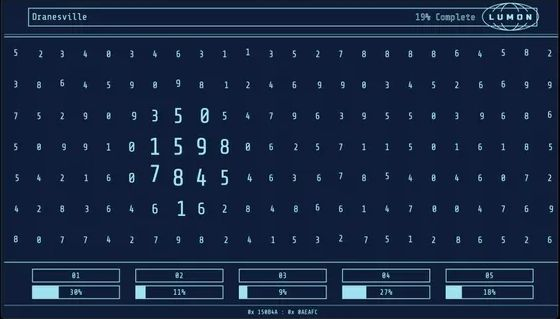 Dranesville 19% Complete LUMON
5 2 3 4 0 3 4 6 3 1 1 3 5 2 7 8 8 8 8 6 4 5 8 2
3 8 6 4 5 9 0 9 8 1 2 4 6 9 9 0 3 4 5 2 6 6 9 9
7 5 2 9 0 9 3 5 0 5 4 7 9 6 3 9 5 5 0 3 9 6 8 6
5 0 9 9 1 0 1 5 9 8 0 6 2 5 7 1 1 5 0 1 6 1 8 5
5 4 2 1 6 0 7 8 4 5 4 6 3 6 7 8 5 4 0 4 6 0 7 2
4 2 8 3 6 4 6 1 6 2 8 4 8 6 6 1 4 7 0 0 4 7 6 9
8 0 7 7 4 2 7 9 8 2 4 1 5 3 2 7 5 1 2 8 6 8 5 6
01 02 03 04 05
30% 11% 9% 27% 18%
0x 15084A : 0x 0AEAFC